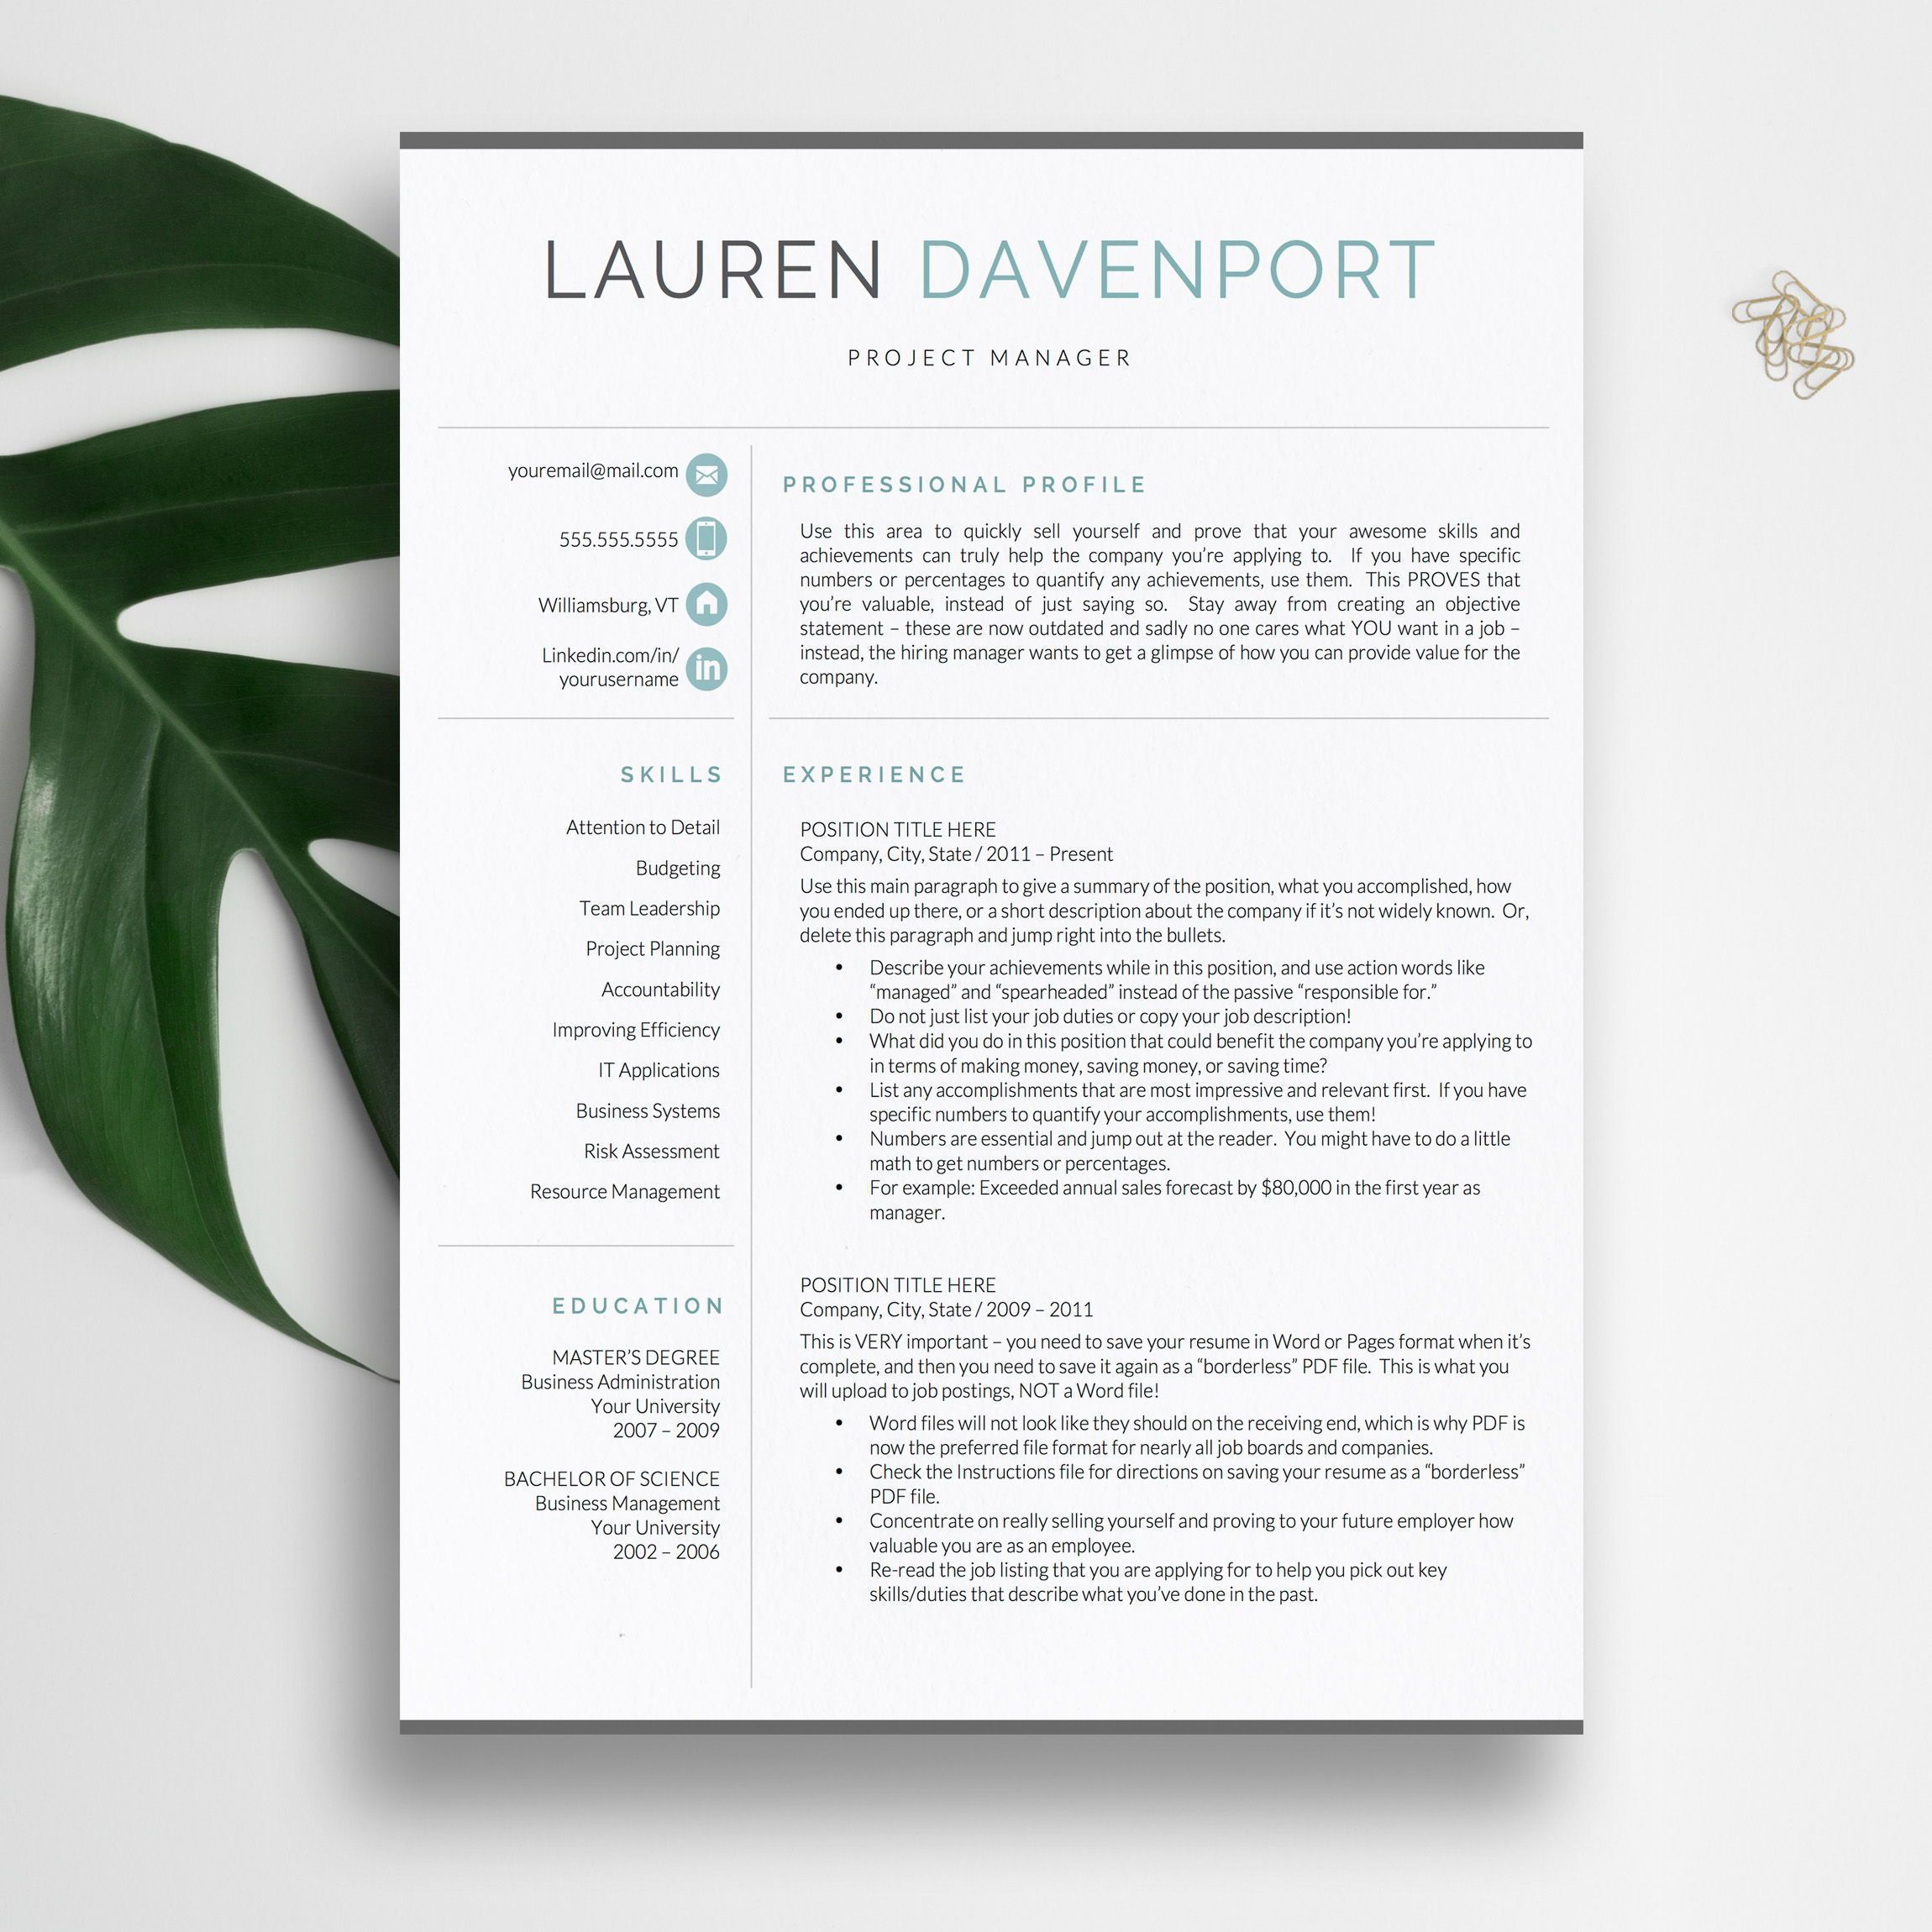 LAUREN DAVENPORT
PROJECT MANAGER
youremail@mail.com
555.555.5555
Williamsburg, VT
Linkedin.com/in/
yourusername
in
SKILLS
Attention to Detail
Budgeting
Team Leadership
Project Planning
Accountability
Improving Efficiency
IT Applications
Business Systems
Risk Assessment
Resource Management
EDUCATION
MASTER'S DEGREE
Business Administration
Your University
2007 – 2009
BACHELOR OF SCIENCE
Business Management
Your University
2002 – 2006
PROFESSIONAL PROFILE
Use this area to quickly sell yourself and prove that your awesome skills and
achievements can truly help the company you're applying to. If you have specific
numbers or percentages to quantify any achievements, use them. This PROVES that
you're valuable, instead of just saying so. Stay away from creating an objective
statement – these are now outdated and sadly no one cares what YOU want in a job –
instead, the hiring manager wants to get a glimpse of how you can provide value for the
company.
EXPERIENCE
POSITION TITLE HERE
Company, City, State / 2011 – Present
Use this main paragraph to give a summary of the position, what you accomplished, how
you ended up there, or a short description about the company if it's not widely known. Or,
delete this paragraph and jump right into the bullets.
• Describe your achievements while in this position, and use action words like
“managed” and “spearheaded” instead of the passive “responsible for.”
• Do not just list your job duties or copy your job description!
• What did you do in this position that could benefit the company you're applying to
in terms of making money, saving money, or saving time?
• List any accomplishments that are most impressive and relevant first. If you have
specific numbers to quantify your accomplishments, use them!
• Numbers are essential and jump out at the reader. You might have to do a little
math to get numbers or percentages.
• For example: Exceeded annual sales forecast by $80,000 in the first year as
manager.
POSITION TITLE HERE
Company, City, State / 2009 – 2011
This is VERY important – you need to save your resume in Word or Pages format when it's
complete, and then you need to save it again as a “borderless” PDF file. This is what you
will upload to job postings, NOT a Word file!
• Word files will not look like they should on the receiving end, which is why PDF is
now the preferred file format for nearly all job boards and companies.
• Check the Instructions file for directions on saving your resume as a “borderless”
PDF file.
• Concentrate on really selling yourself and proving to your future employer how
valuable you are as an employee.
• Re-read the job listing that you are applying for to help you pick out key
skills/duties that describe what you've done in the past.